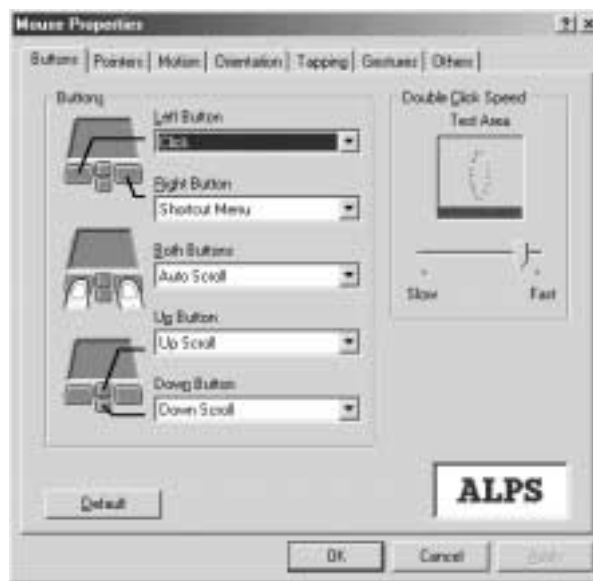 Mouse Properties
Buttons Pointers Motion Orientation Tapping Gestures Others
Buttons
Left Button
Click
Right Button
Shortcut Menu
Both Buttons
Auto Scroll
Up Button
Up Scroll
Down Button
Down Scroll
Double Click Speed
Test Area
Slow Fast
Default
ALPS
OK Cancel Apply